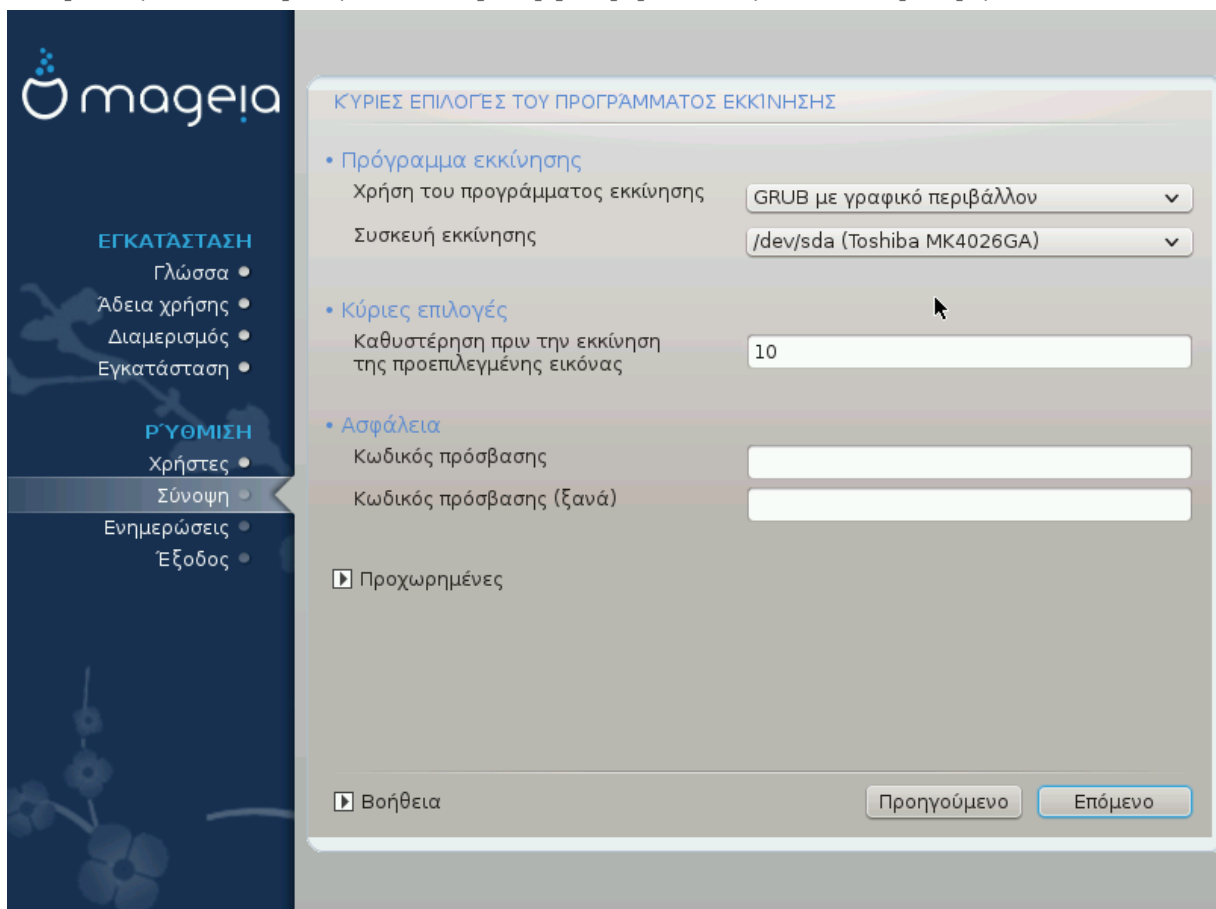 mageia
ΕΓΚΑΤΆΣΤΑΣΗ
Γλώσσα
Άδεια χρήσης
Διαμερισμός
Εγκατάσταση
ΡΎΘΜΙΣΗ
Χρήστες
Σύνοψη
Ενημερώσεις
Έξοδος
ΚΎΡΙΕΣ ΕΠΙΛΟΓΈΣ ΤΟΥ ΠΡΟΓΡΆΜΜΑΤΟΣ ΕΚΚΊΝΗΣΗΣ
• Πρόγραμμα εκκίνησης
Χρήση του προγράμματος εκκίνησης
GRUB με γραφικό περιβάλλον
Συσκευή εκκίνησης
/dev/sda (Toshiba MK4026GA)
• Κύριες επιλογές
Καθυστέρηση πριν την εκκίνηση
της προεπιλεγμένης εικόνας
10
• Ασφάλεια
Κωδικός πρόσβασης
Κωδικός πρόσβασης (ξανά)
Προχωρημένες
Βοήθεια
Προηγούμενο
Επόμενο